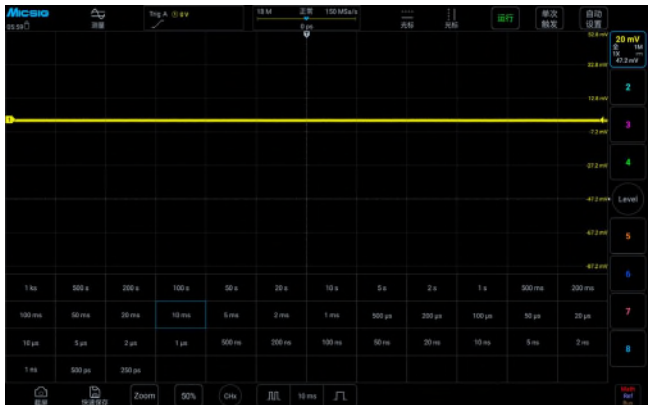 Micsig
05:59
测量
Trig A ① 0 V
18 M 正常 150 MSa/s
0 ps
光标
光标
运行
单次
触发
自动
设置
52.8 mV
32.8 mV
12.8 mV
-7.2 mV
-27.2 mV
-47.2 mV
-67.2 mV
-87.2 mV
20 mV
全 1M
1X
47.2 mV
1
2
3
4
Level
5
6
7
8
1 ks 500 s 200 s 100 s 50 s 20 s 10 s 5 s 2 s 1 s 500 ms 200 ms
100 ms 50 ms 20 ms 10 ms 5 ms 2 ms 1 ms 500 μs 200 μs 100 μs 50 μs 20 μs
10 μs 5 μs 2 μs 1 μs 500 ns 200 ns 100 ns 50 ns 20 ns 10 ns 5 ns 2 ns
1 ns 500 ps 250 ps
截屏
快速保存
Zoom
50%
CHx
10 ms
Math
Ref
Bus